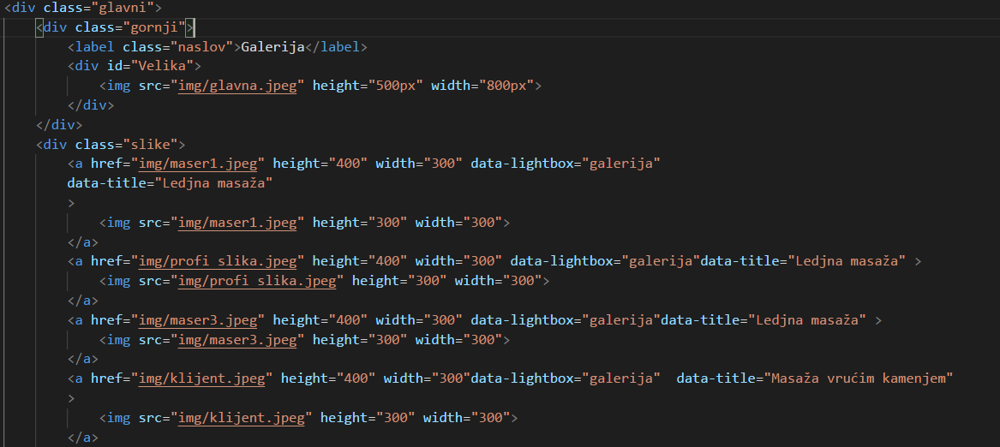 <div class="glavni">
<div class="gornji">
<label class="naslov">Galerija</label>
<div id="Velika">
<img src="img/glavna.jpeg" height="500px" width="800px">
</div>
</div>
<div class="slike">
<a href="img/maser1.jpeg" height="400" width="300" data-lightbox="galerija"
data-title="Ledjna masaža"
>
<img src="img/maser1.jpeg" height="300" width="300">
</a>
<a href="img/profi slika.jpeg" height="400" width="300" data-lightbox="galerija"data-title="Ledjna masaža" >
<img src="img/profi slika.jpeg" height="300" width="300">
</a>
<a href="img/maser3.jpeg" height="400" width="300" data-lightbox="galerija"data-title="Ledjna masaža" >
<img src="img/maser3.jpeg" height="300" width="300">
</a>
<a href="img/klijent.jpeg" height="400" width="300"data-lightbox="galerija"  data-title="Masaža vrućim kamenjem"
>
<img src="img/klijent.jpeg" height="300" width="300">
</a>